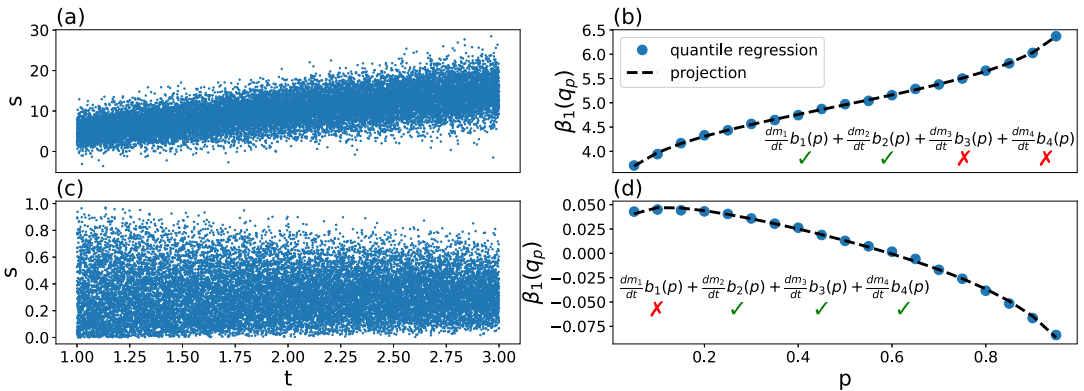 (a)
30
20
10
0
s
(b)
6.5
6.0
5.5
5.0
4.5
4.0
β₁(qₚ)
quantile regression
projection
dm₁/dt b₁(p) + dm₂/dt b₂(p) + dm₃/dt b₃(p) + dm₄/dt b₄(p)
✓ ✓ ✗ ✗
(c)
1.0
0.8
0.6
0.4
0.2
0.0
s
1.00 1.25 1.50 1.75 2.00 2.25 2.50 2.75 3.00
t
(d)
0.050
0.025
0.000
−0.025
−0.050
−0.075
β₁(qₚ)
dm₁/dt b₁(p) + dm₂/dt b₂(p) + dm₃/dt b₃(p) + dm₄/dt b₄(p)
✗ ✓ ✓ ✓
0.2 0.4 0.6 0.8
p